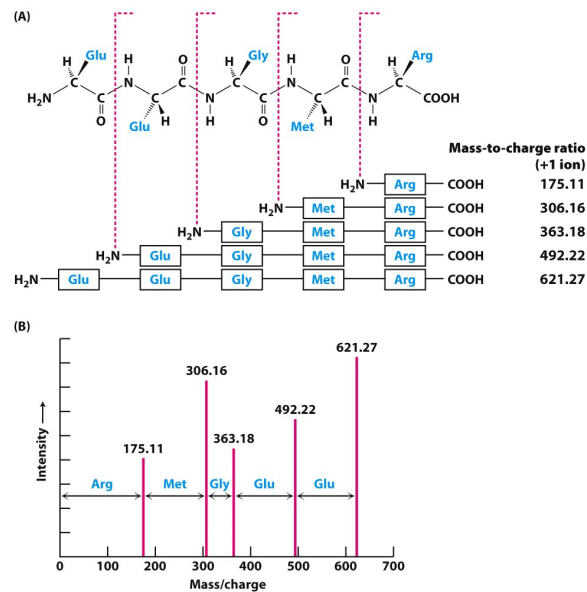 (A)
Glu
Gly
Arg
H
H
O
H
H
O
H
C
N
C
C
N
C
C
H₂N
C
C
N
C
C
N
COOH
O
Glu
H
H
O
Met
H
H
Mass-to-charge ratio
(+1 ion)
H₂N Arg COOH 175.11
H₂N Met Arg COOH 306.16
H₂N Gly Met Arg COOH 363.18
H₂N Glu Gly Met Arg COOH 492.22
H₂N Glu Glu Gly Met Arg COOH 621.27
(B)
621.27
306.16
492.22
363.18
175.11
Intensity
Arg Met Gly Glu Glu
0 100 200 300 400 500 600 700
Mass/charge